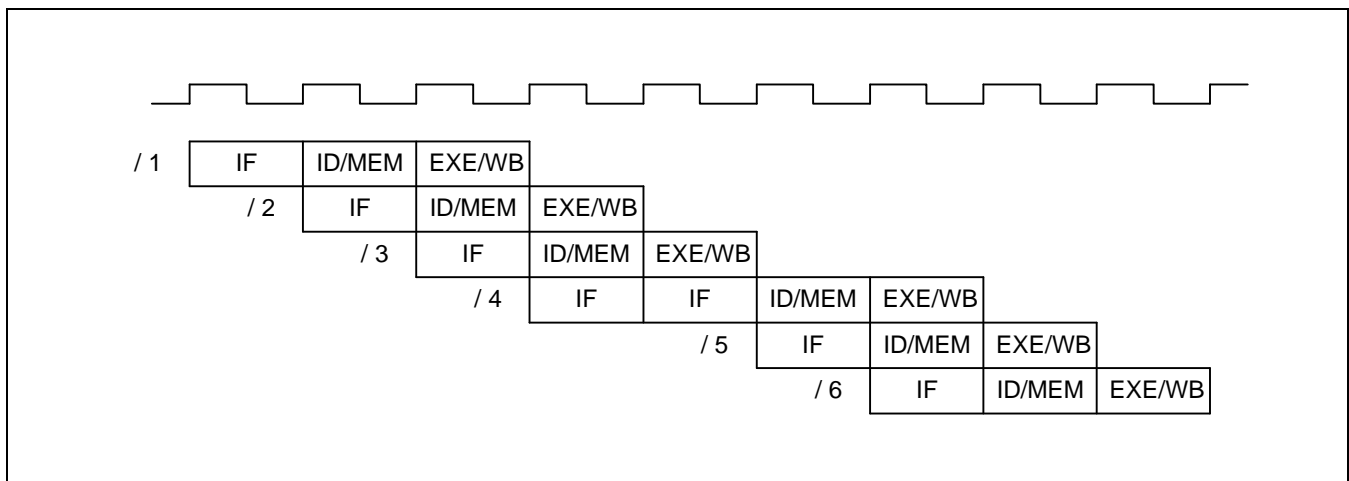 / 1 IF ID/MEM EXE/WB
/ 2 IF ID/MEM EXE/WB
/ 3 IF ID/MEM EXE/WB
/ 4 IF IF ID/MEM EXE/WB
/ 5 IF ID/MEM EXE/WB
/ 6 IF ID/MEM EXE/WB